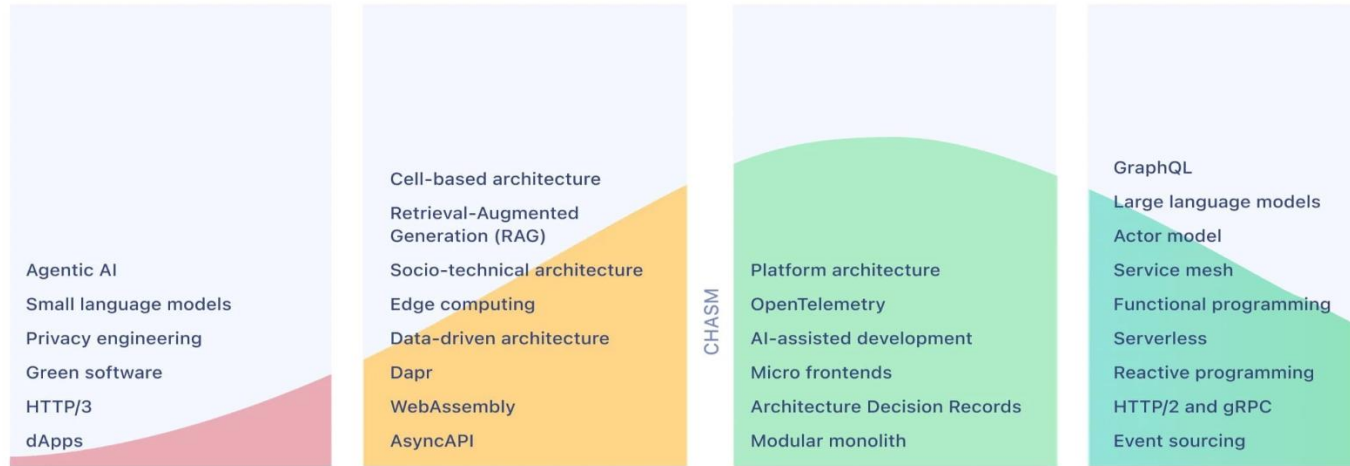 Agentic AI
Small language models
Privacy engineering
Green software
HTTP/3
dApps
Cell-based architecture
Retrieval-Augmented
Generation (RAG)
Socio-technical architecture
Edge computing
Data-driven architecture
Dapr
WebAssembly
AsyncAPI
CHASM
Platform architecture
OpenTelemetry
AI-assisted development
Micro frontends
Architecture Decision Records
Modular monolith
GraphQL
Large language models
Actor model
Service mesh
Functional programming
Serverless
Reactive programming
HTTP/2 and gRPC
Event sourcing